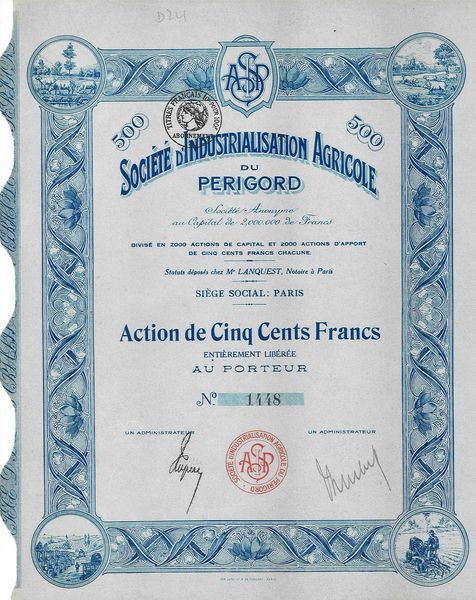 D24
ASP
500
500
TITRES FRANÇAIS
ABONNEMENT
SOCIÉTÉ D'INDUSTRIALISATION AGRICOLE
DU
PERIGORD
Société Anonyme
au Capital de 2.000.000 de Francs
DIVISÉ EN 2000 ACTIONS DE CAPITAL ET 2000 ACTIONS D'APPORT
DE CINQ CENTS FRANCS CHACUNE.
Statuts déposés chez Me LANQUEST, Notaire à Paris
SIÈGE SOCIAL: PARIS
Action de Cinq Cents Francs
ENTIÈREMENT LIBÉRÉE
AU PORTEUR
No. 1448
UN ADMINISTRATEUR
UN ADMINISTRATEUR
SOCIÉTÉ D'INDUSTRIALISATION AGRICOLE DU PERIGORD
ASP